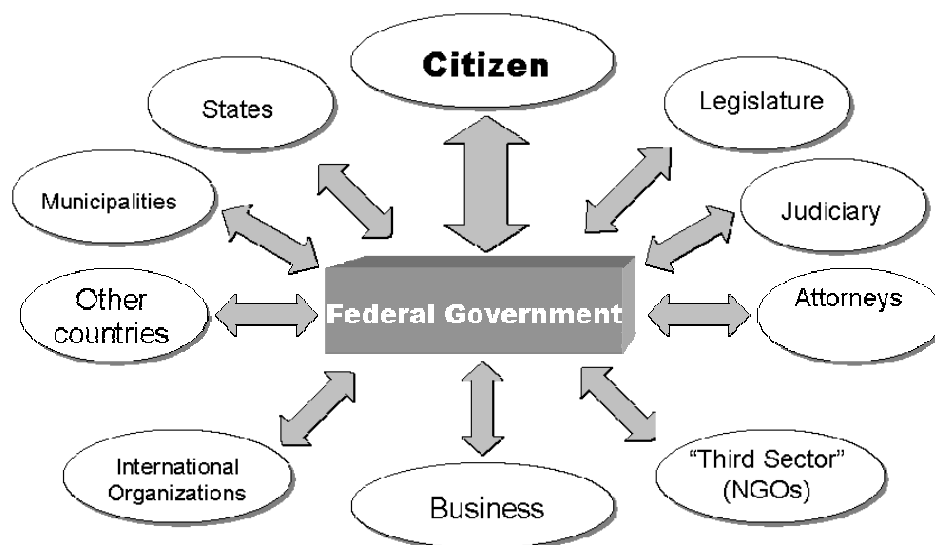 Citizen
States
Legislature
Municipalities
Judiciary
Other
countries
Federal Government
Attorneys
International
Organizations
Business
“Third Sector”
(NGOs)